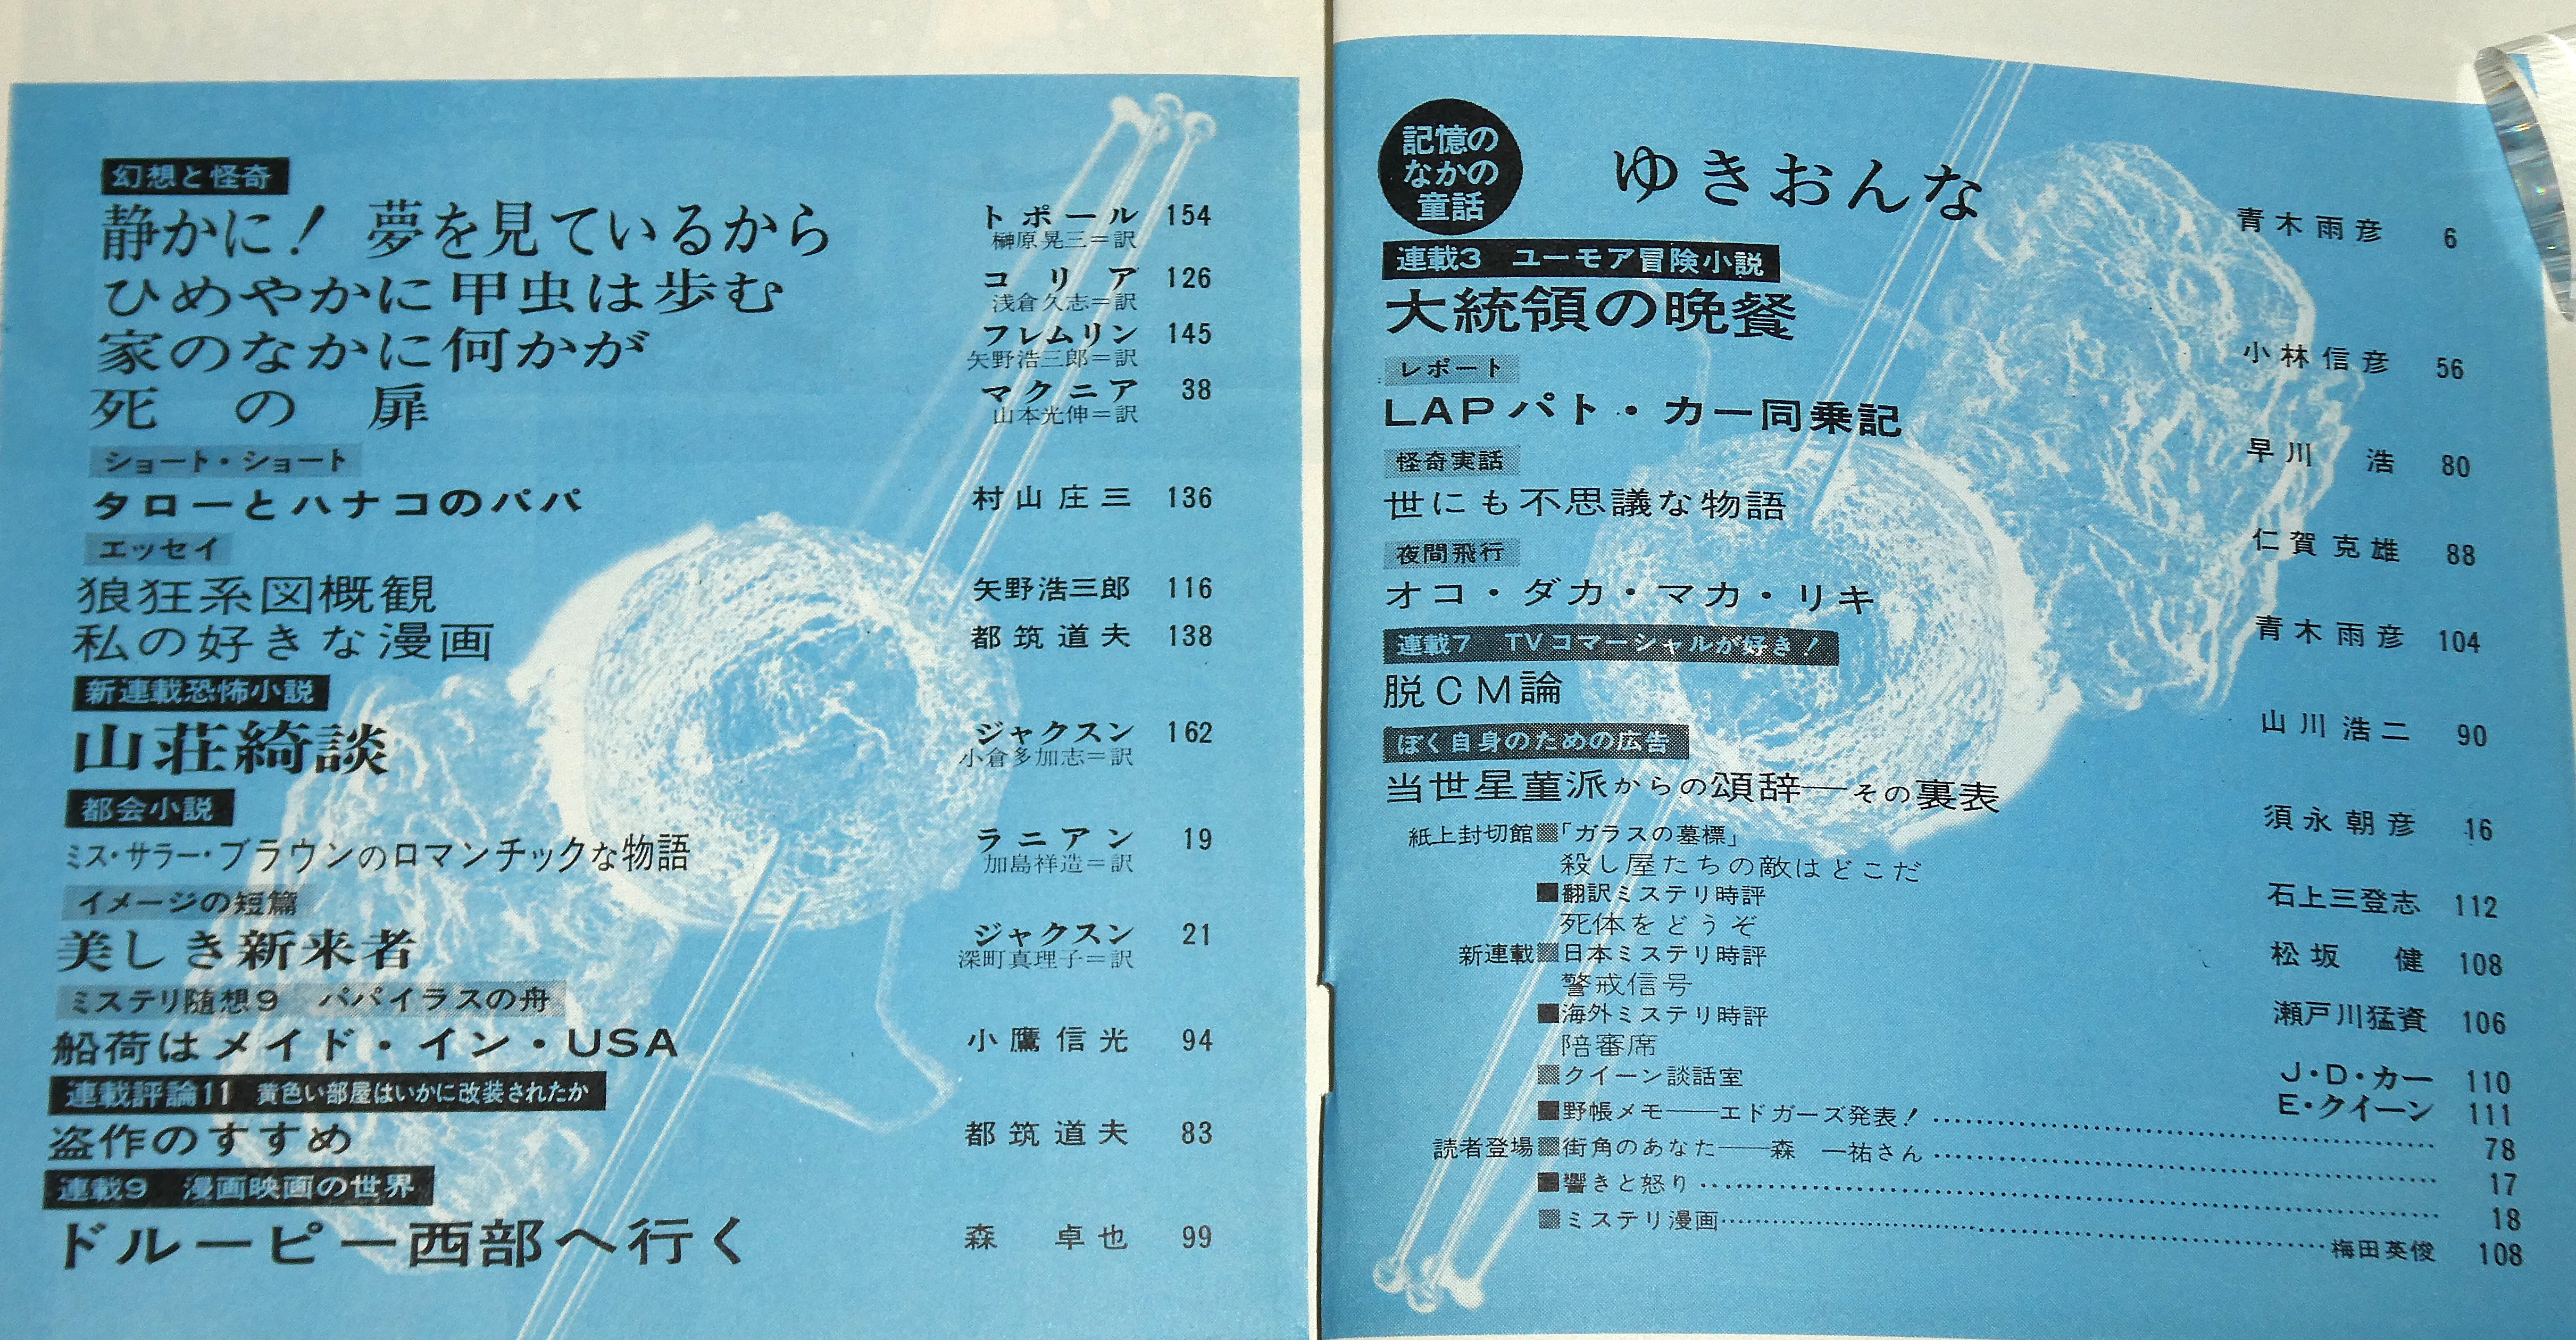 幻想と怪奇
静かに！ 夢を見ているから トポール 154
榊原晃三＝訳
ひめやかに甲虫は歩む コリア 126
浅倉久志＝訳
家のなかに何かが フレムリン 145
矢野浩三郎＝訳
死の扉 マクニア 38
山本光伸＝訳
ショート・ショート
タローとハナコのパパ 村山庄三 136
エッセイ
狼狂系図概観 矢野浩三郎 116
私の好きな漫画 都筑道夫 138
新連載恐怖小説
山荘綺談 ジャクスン 162
小倉多加志＝訳
都会小説
ミス・サラー・ブラウンのロマンチックな物語 ラニアン 19
加島祥造＝訳
イメージの短篇
美しき新来者 ジャクスン 21
深町真理子＝訳
ミステリ随想9 パパイラスの舟
船荷はメイド・イン・USA 小鷹信光 94
連載評論11 黄色い部屋はいかに改装されたか
盗作のすすめ 都筑道夫 83
連載9 漫画映画の世界
ドルーピー西部へ行く 森卓也 99
記憶の
なかの
童話
ゆきおんな 青木雨彦 6
連載3 ユーモア冒険小説
大統領の晩餐 小林信彦 56
レポート
LAPパト・カー同乗記 早川浩 80
怪奇実話
世にも不思議な物語 仁賀克雄 88
夜間飛行
オコ・ダカ・マカ・リキ 青木雨彦 104
連載7 TVコマーシャルが好き！
脱CM論 山川浩二 90
ぼく自身のための広告
当世星菫派からの頌辞―その裏表 須永朝彦 16
紙上封切館■「ガラスの墓標」
殺し屋たちの敵はどこだ 石上三登志 112
■翻訳ミステリ時評
死体をどうぞ 松坂健 108
新連載■日本ミステリ時評
警戒信号 瀬戸川猛資 106
■海外ミステリ時評
陪審席 J・D・カー 110
■クイーン談話室 E・クイーン 111
■野帳メモ――エドガーズ発表！ 78
読者登場■街角のあなた――森 一祐さん 17
■響きと怒り 18
■ミステリ漫画 梅田英俊 108